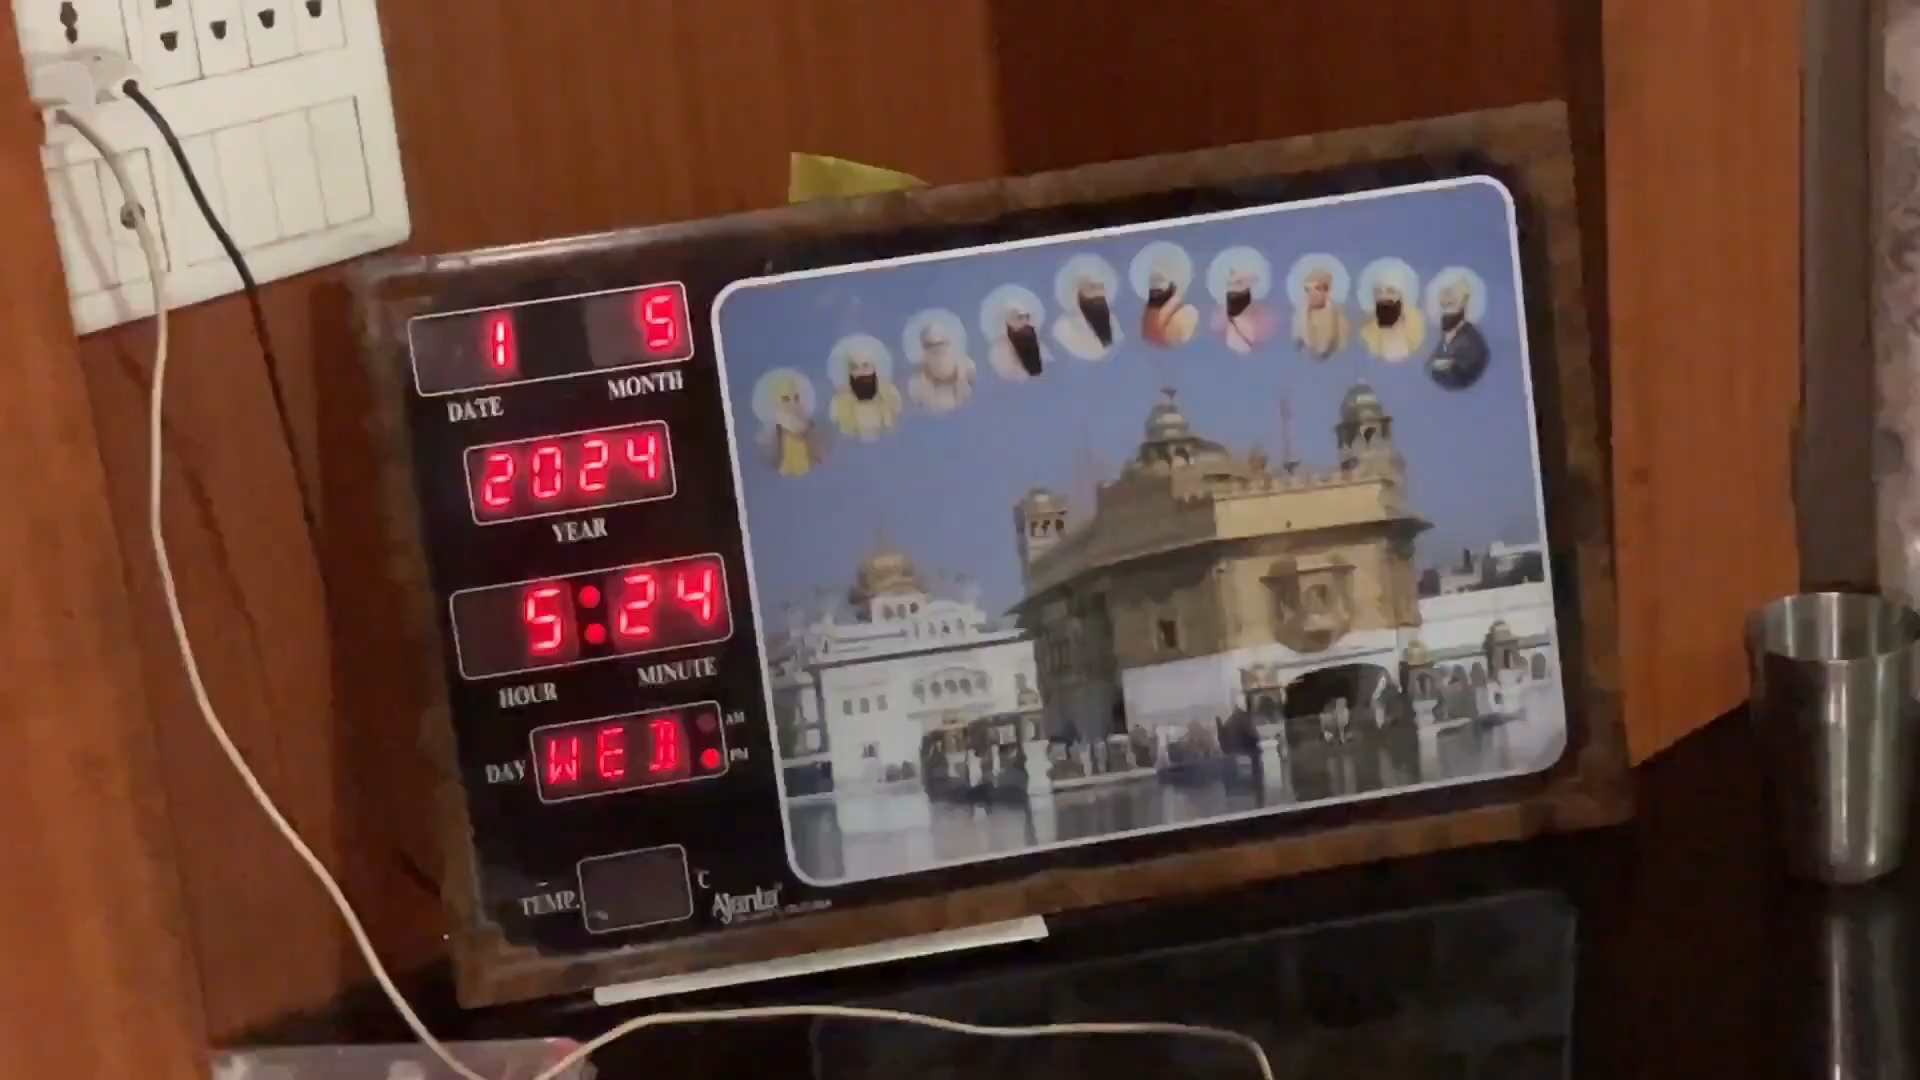 1 5
DATE MONTH
2024
YEAR
5:24
HOUR MINUTE
AM
DAY WED PM
TEMP. °C
Ajanta